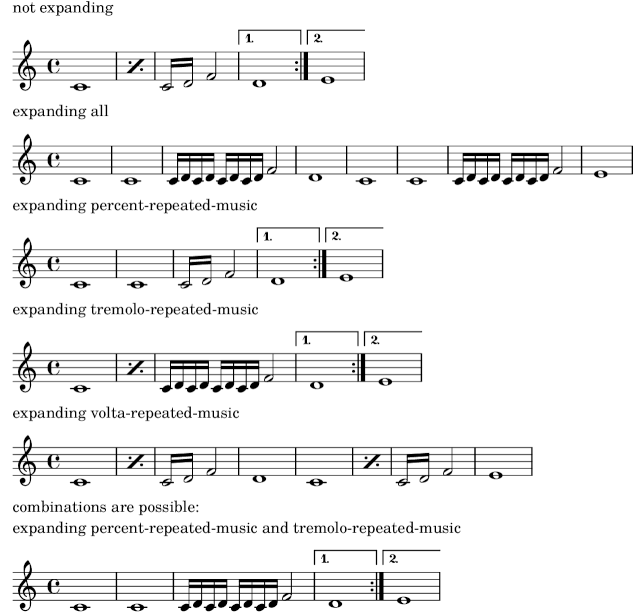 not expanding
1. 2.
expanding all
expanding percent-repeated-music
1. 2.
expanding tremolo-repeated-music
1. 2.
expanding volta-repeated-music
combinations are possible:
expanding percent-repeated-music and tremolo-repeated-music
1. 2.